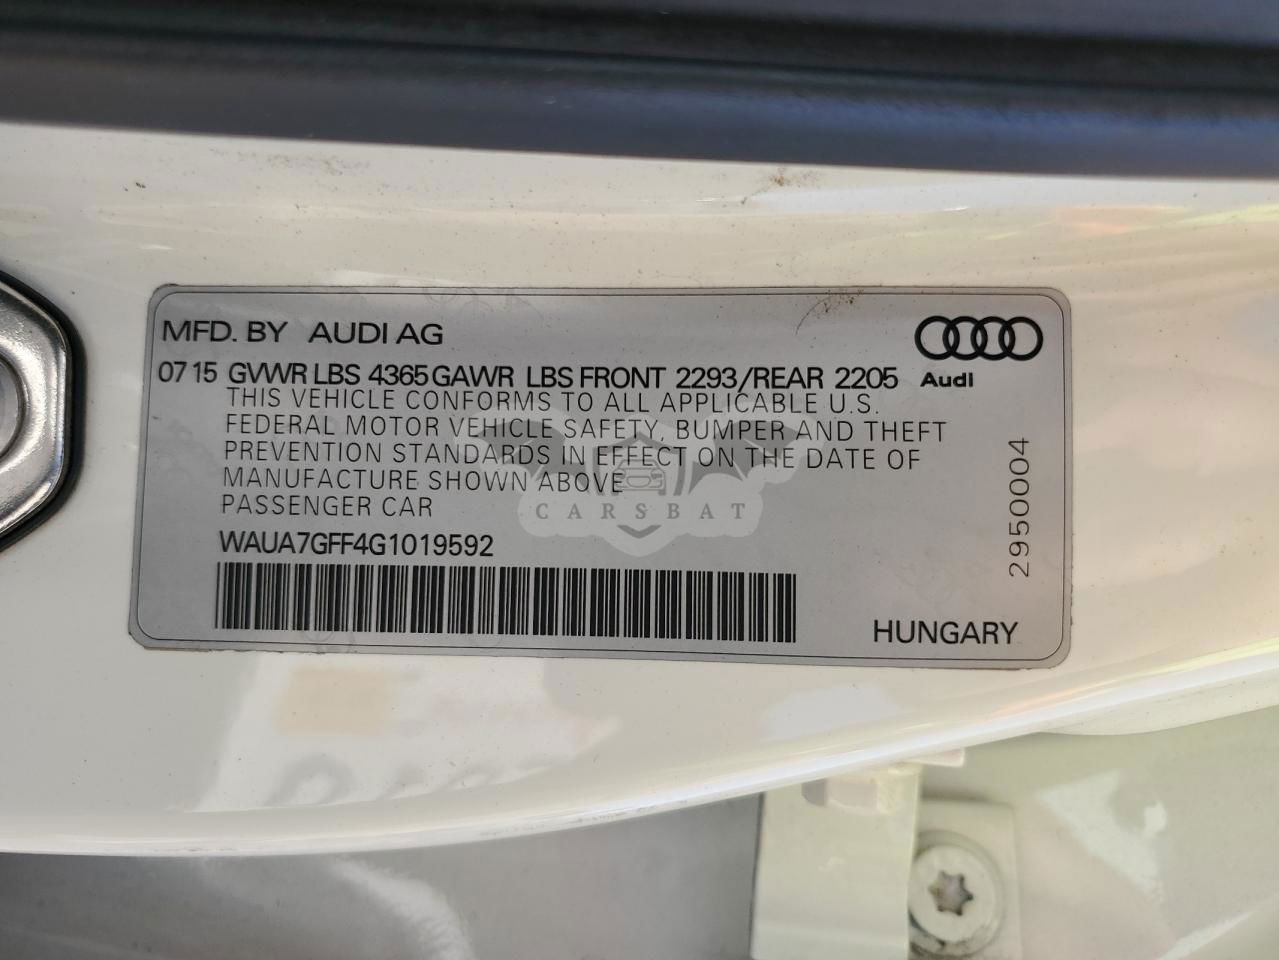 MFD. BY AUDI AG
07 15 GVWR LBS 4365 GAWR LBS FRONT 2293/REAR 2205
Audi
THIS VEHICLE CONFORMS TO ALL APPLICABLE U.S.
FEDERAL MOTOR VEHICLE SAFETY, BUMPER AND THEFT
PREVENTION STANDARDS IN EFFECT ON THE DATE OF
MANUFACTURE SHOWN ABOVE
PASSENGER CAR
CARSBAT
WAUA7GFF4G1019592
2950004
HUNGARY